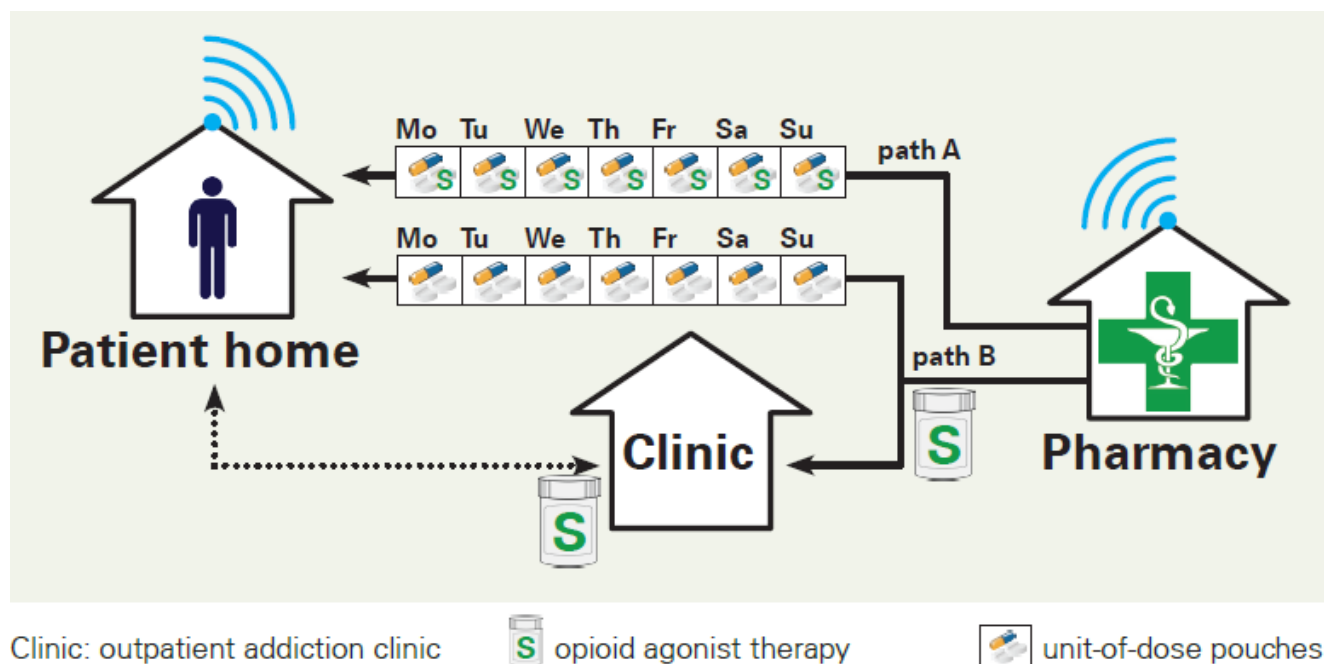 Mo Tu We Th Fr Sa Su
path A
S S S S S S S
Mo Tu We Th Fr Sa Su
Patient home
path B
Clinic
S
Pharmacy
S
Clinic: outpatient addiction clinic
S opioid agonist therapy
unit-of-dose pouches